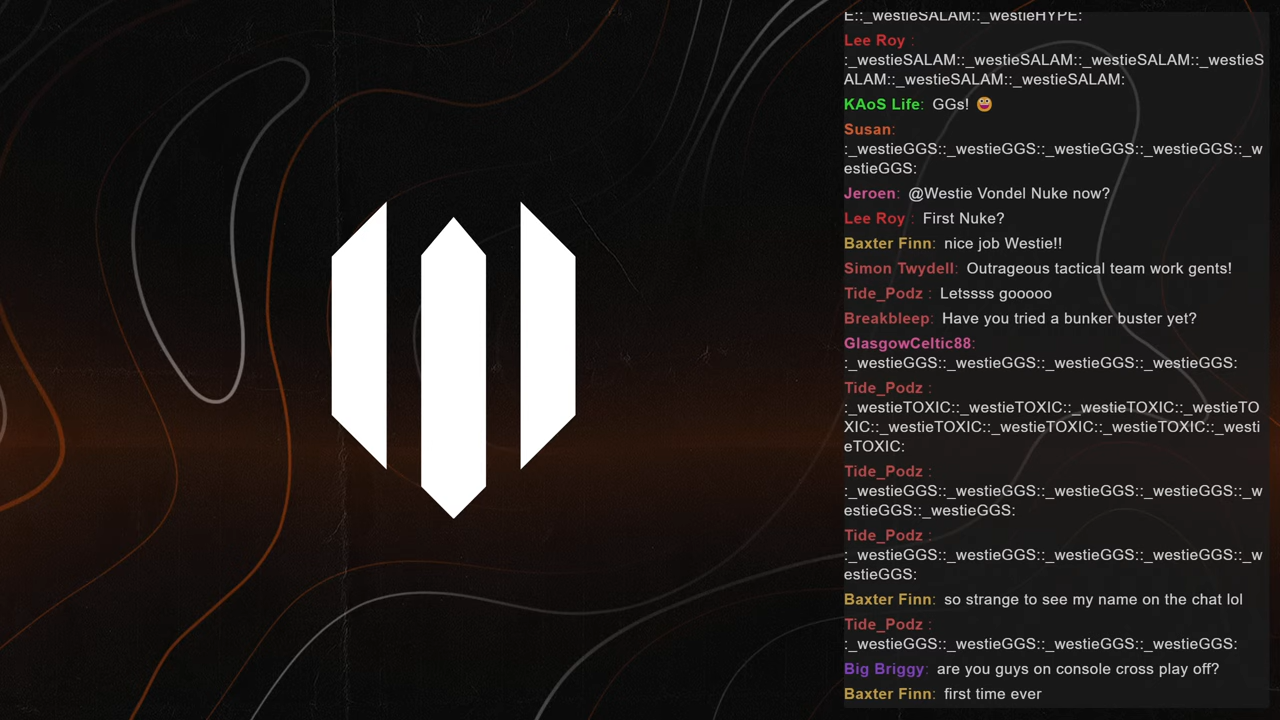 E::_westieSALAM::_westieHYPE:
Lee Roy :
:_westieSALAM::_westieSALAM::_westieSALAM::_westieS
ALAM::_westieSALAM::_westieSALAM:
KAoS Life: GGs! 😀
Susan:
:_westieGGS::_westieGGS::_westieGGS::_westieGGS::_w
estieGGS:
Jeroen: @Westie Vondel Nuke now?
Lee Roy : First Nuke?
Baxter Finn: nice job Westie!!
Simon Twydell: Outrageous tactical team work gents!
Tide_Podz : Letssss gooooo
Breakbleep: Have you tried a bunker buster yet?
GlasgowCeltic88:
:_westieGGS::_westieGGS::_westieGGS::_westieGGS:
Tide_Podz :
:_westieTOXIC::_westieTOXIC::_westieTOXIC::_westieTO
XIC::_westieTOXIC::_westieTOXIC::_westieTOXIC::_westi
eTOXIC:
Tide_Podz :
:_westieGGS::_westieGGS::_westieGGS::_westieGGS::_w
estieGGS::_westieGGS:
Tide_Podz :
:_westieGGS::_westieGGS::_westieGGS::_westieGGS::_w
estieGGS:
Baxter Finn: so strange to see my name on the chat lol
Tide_Podz :
:_westieGGS::_westieGGS::_westieGGS::_westieGGS:
Big Briggy: are you guys on console cross play off?
Baxter Finn: first time ever